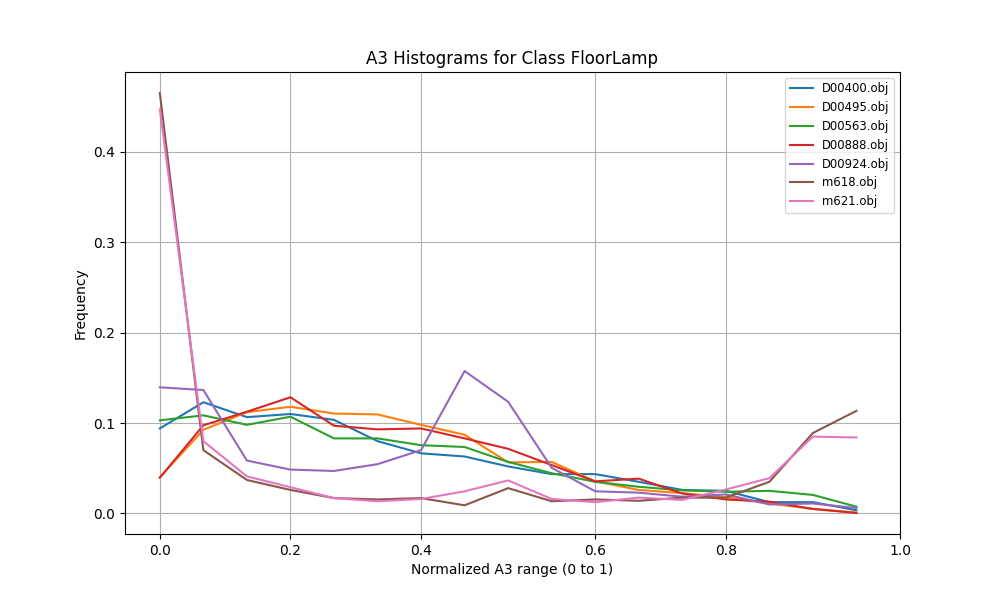 A3 Histograms for Class FloorLamp
D00400.obj
D00495.obj
D00563.obj
D00888.obj
D00924.obj
m618.obj
m621.obj
Frequency
0.4
0.3
0.2
0.1
0.0
0.0 0.2 0.4 0.6 0.8 1.0
Normalized A3 range (0 to 1)